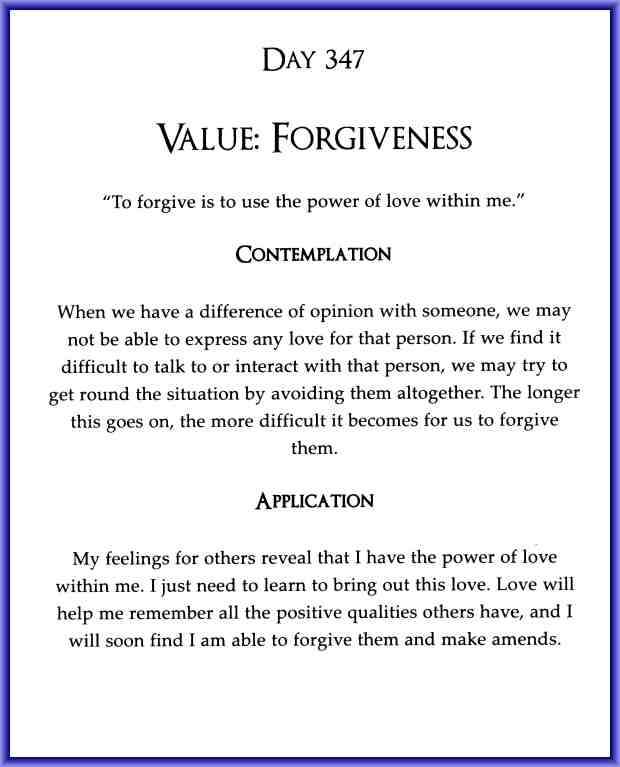 DAY 347
VALUE: FORGIVENESS
“To forgive is to use the power of love within me.”
CONTEMPLATION
When we have a difference of opinion with someone, we may
not be able to express any love for that person. If we find it
difficult to talk to or interact with that person, we may try to
get round the situation by avoiding them altogether. The longer
this goes on, the more difficult it becomes for us to forgive
them.
APPLICATION
My feelings for others reveal that I have the power of love
within me. I just need to learn to bring out this love. Love will
help me remember all the positive qualities others have, and I
will soon find I am able to forgive them and make amends.